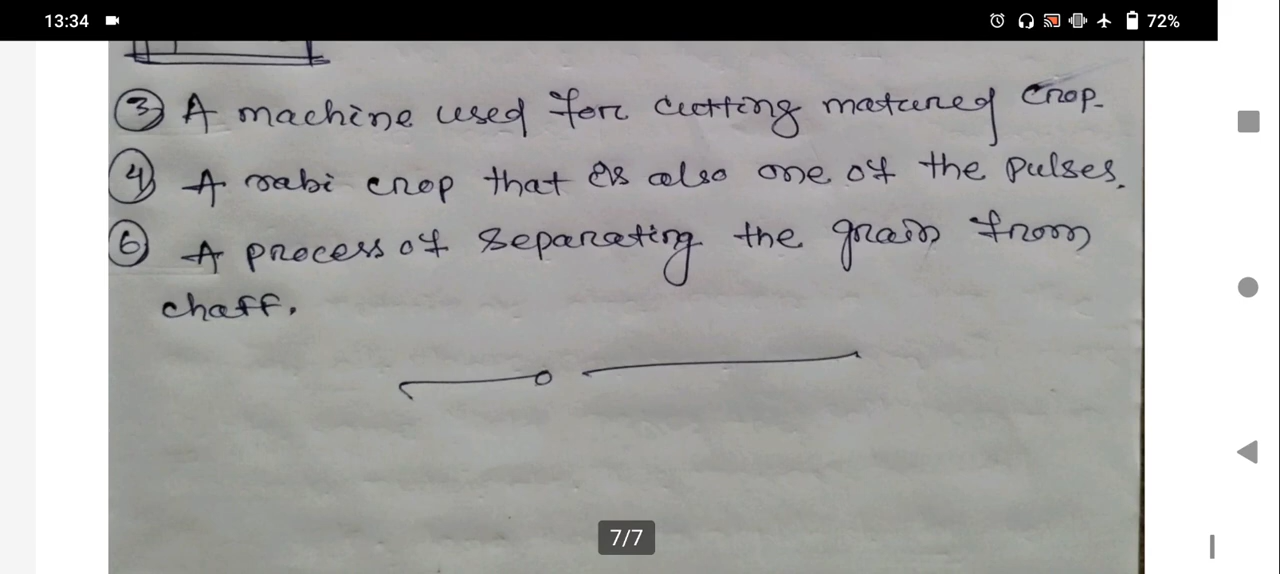 13:34
72%
③ A machine used for cutting matured crop.
④ A rabi crop that is also one of the pulses.
⑥ A process of separating the grain from
chaff.
7/7